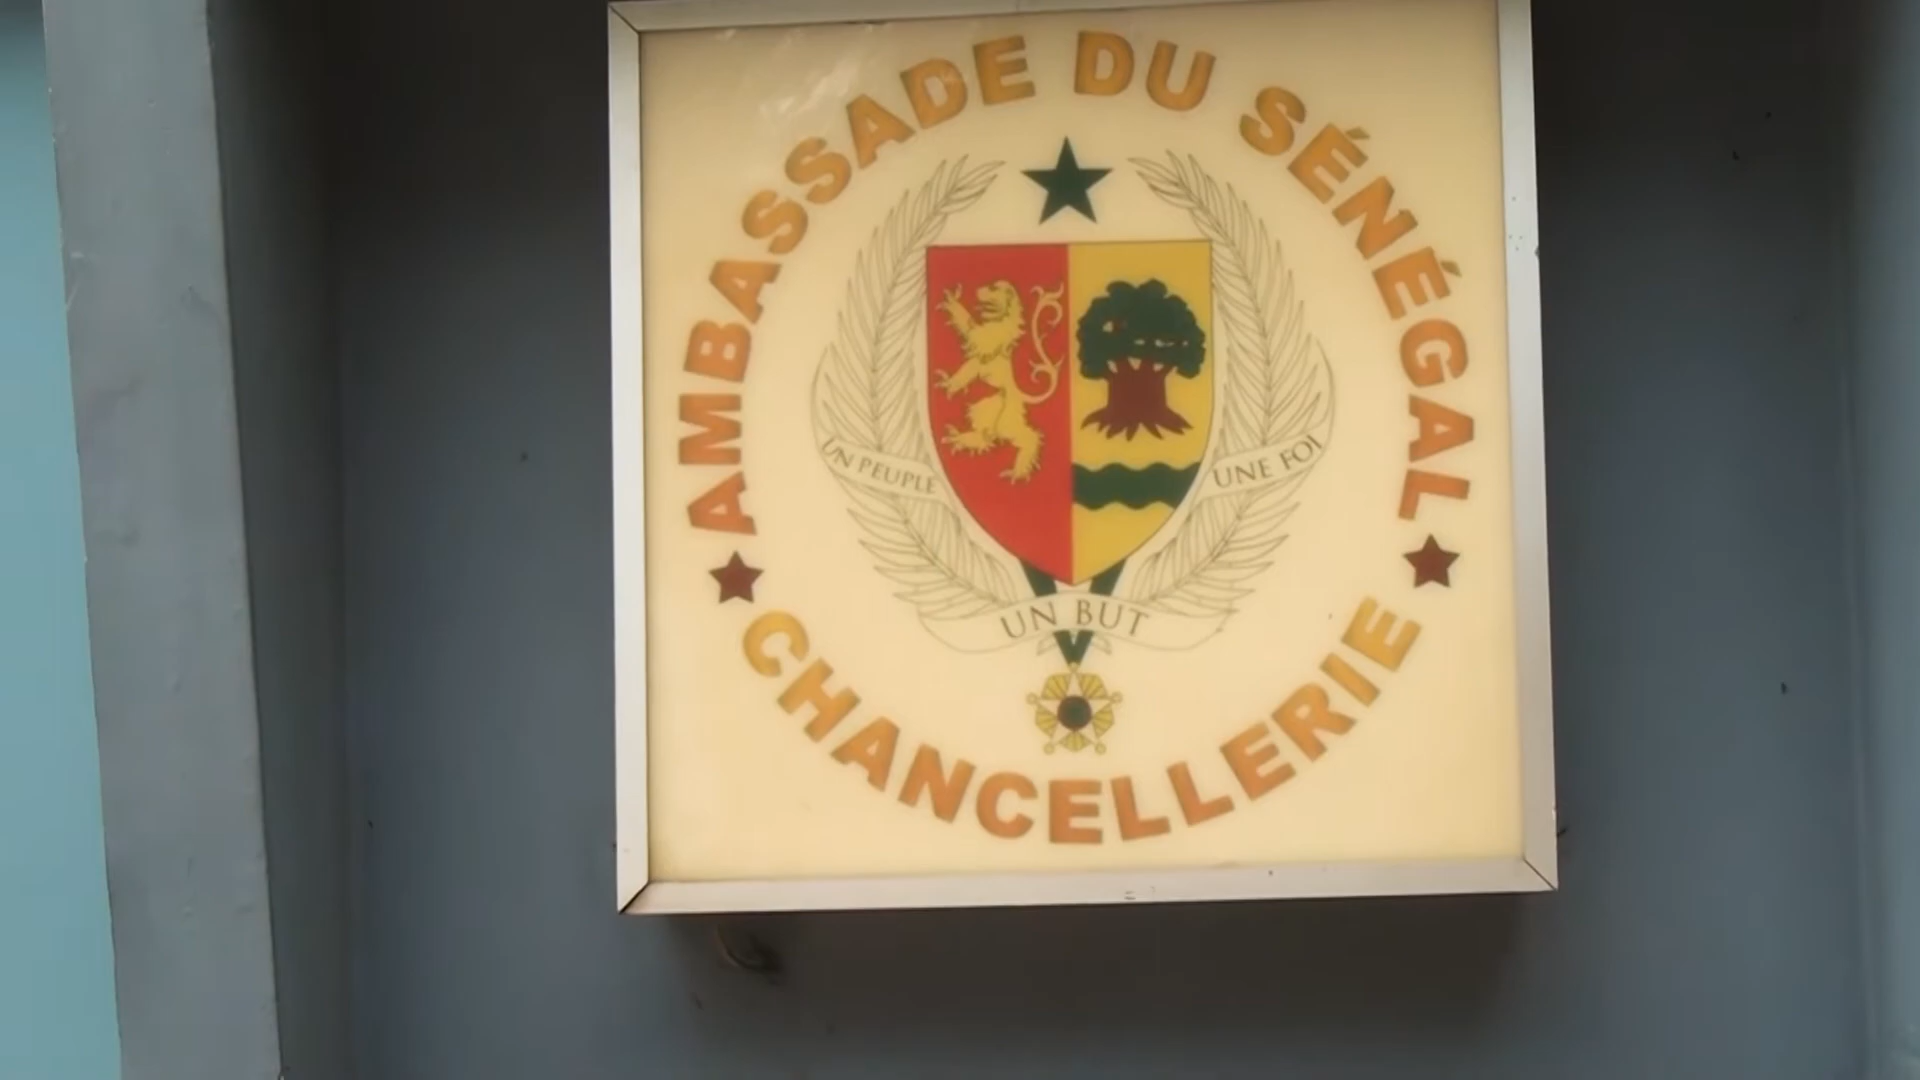 AMBASSADE DU SÉNÉGAL
UN PEUPLE
UNE FOI
UN BUT
CHANCELLERIE